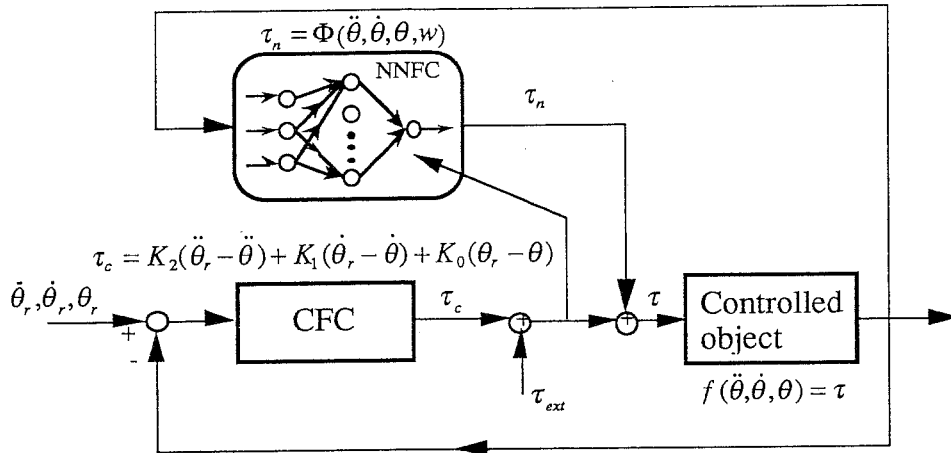 τ_n = Φ(θ̈,θ̇,θ,w)
NNFC
τ_n
τ_c = K_2(θ̈_r − θ̈) + K_1(θ̇_r − θ̇) + K_0(θ_r − θ)
θ̈_r,θ̇_r,θ_r
+
-
CFC
τ_c
+
τ_ext
+
τ
Controlled
object
f(θ̈,θ̇,θ) = τ